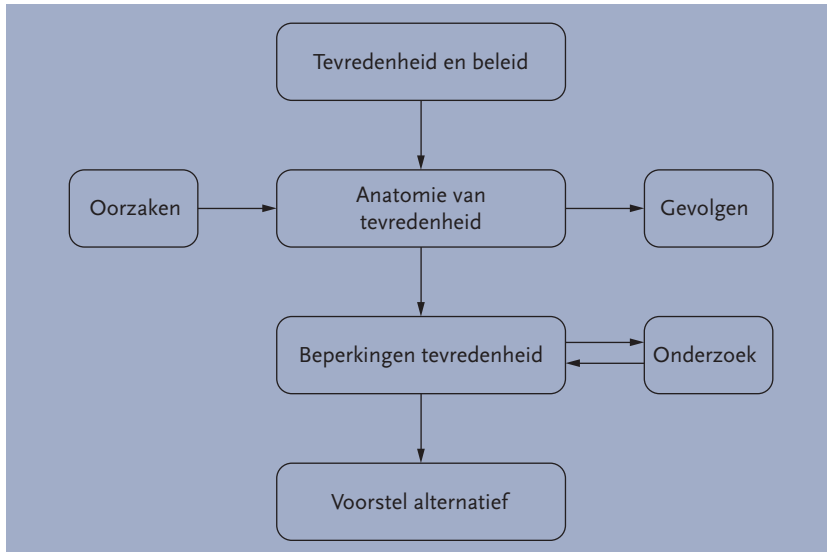 Tevredenheid en beleid
Oorzaken
Anatomie van
tevredenheid
Gevolgen
Beperkingen tevredenheid
Onderzoek
Voorstel alternatief